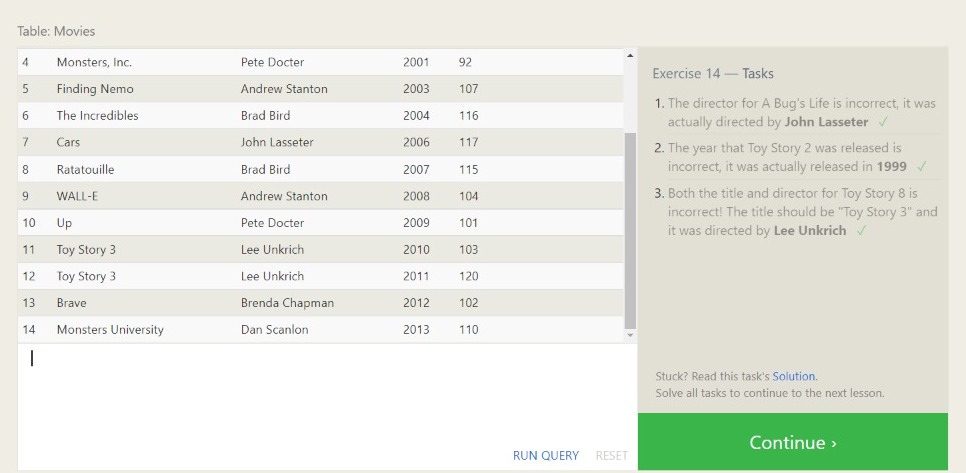 Table: Movies
4 Monsters, Inc. Pete Docter 2001 92
5 Finding Nemo Andrew Stanton 2003 107
6 The Incredibles Brad Bird 2004 116
7 Cars John Lasseter 2006 117
8 Ratatouille Brad Bird 2007 115
9 WALL-E Andrew Stanton 2008 104
10 Up Pete Docter 2009 101
11 Toy Story 3 Lee Unkrich 2010 103
12 Toy Story 3 Lee Unkrich 2011 120
13 Brave Brenda Chapman 2012 102
14 Monsters University Dan Scanlon 2013 110
RUN QUERY RESET
Exercise 14 — Tasks
1. The director for A Bug's Life is incorrect, it was
actually directed by John Lasseter ✓
2. The year that Toy Story 2 was released is
incorrect, it was actually released in 1999 ✓
3. Both the title and director for Toy Story 8 is
incorrect! The title should be "Toy Story 3" and
it was directed by Lee Unkrich ✓
Stuck? Read this task's Solution.
Solve all tasks to continue to the next lesson.
Continue ›